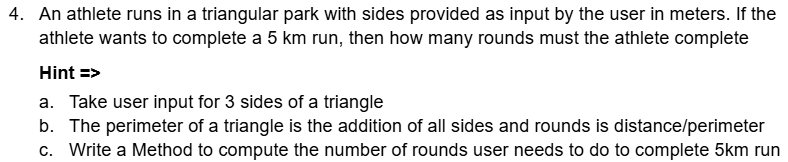 4. An athlete runs in a triangular park with sides provided as input by the user in meters. If the
athlete wants to complete a 5 km run, then how many rounds must the athlete complete
Hint =>
a. Take user input for 3 sides of a triangle
b. The perimeter of a triangle is the addition of all sides and rounds is distance/perimeter
c. Write a Method to compute the number of rounds user needs to do to complete 5km run